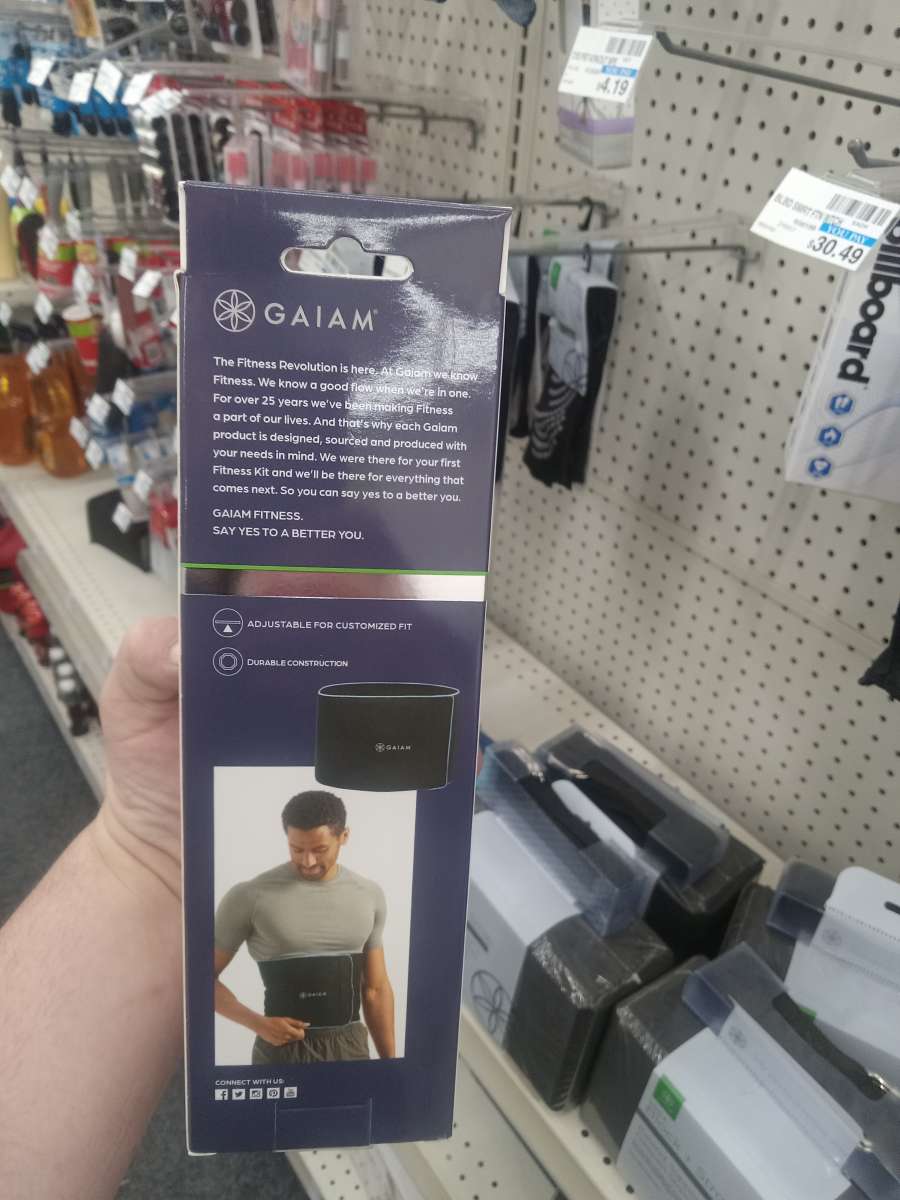 GAIAM
The Fitness Revolution is here. At Gaiam we know
Fitness. We know a good flow when we're in one.
For over 25 years we've been making Fitness
a part of our lives. And that's why each Gaiam
product is designed, sourced and produced with
your needs in mind. We were there for your first
Fitness Kit and we'll be there for everything that
comes next. So you can say yes to a better you.
GAIAM FITNESS.
SAY YES TO A BETTER YOU.
ADJUSTABLE FOR CUSTOMIZED FIT
DURABLE CONSTRUCTION
GAIAM
GAIAM
CONNECT WITH US:
YOU PAY
$4.19
YOU PAY
$30.49
billboard